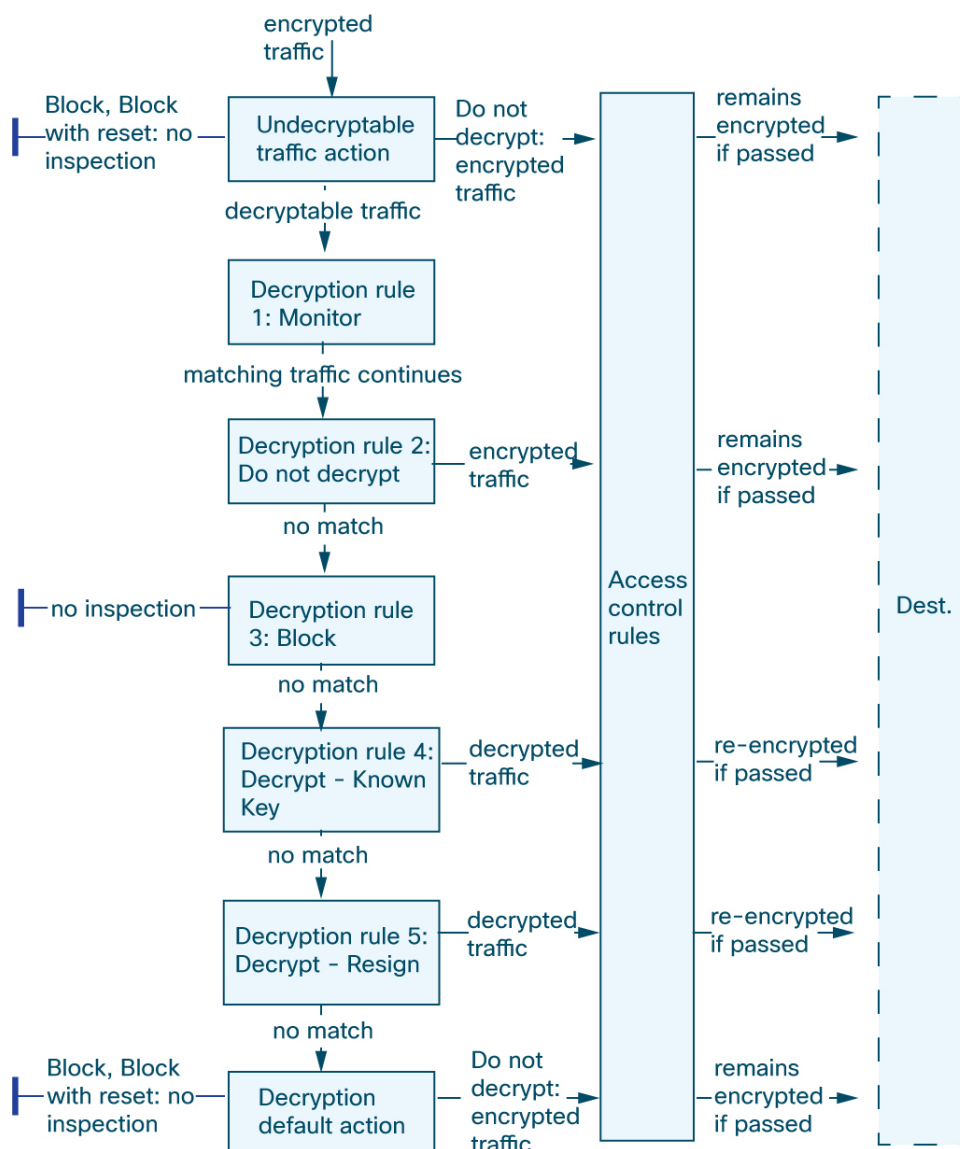 encrypted
traffic
Block, Block
with reset: no
inspection
Undecryptable
traffic action
Do not
decrypt:
encrypted
traffic
remains
encrypted
if passed
decryptable traffic
Decryption rule
1: Monitor
matching traffic continues
Decryption rule 2:
Do not decrypt
encrypted
traffic
remains
encrypted
if passed
no match
no inspection
Decryption rule
3: Block
Access
control
rules
Dest.
no match
Decryption rule 4:
Decrypt - Known
Key
decrypted
traffic
re-encrypted
if passed
no match
Decryption rule 5:
Decrypt - Resign
decrypted
traffic
re-encrypted
if passed
no match
Block, Block
with reset: no
inspection
Decryption
default action
Do not
decrypt:
encrypted
traffic
remains
encrypted
if passed